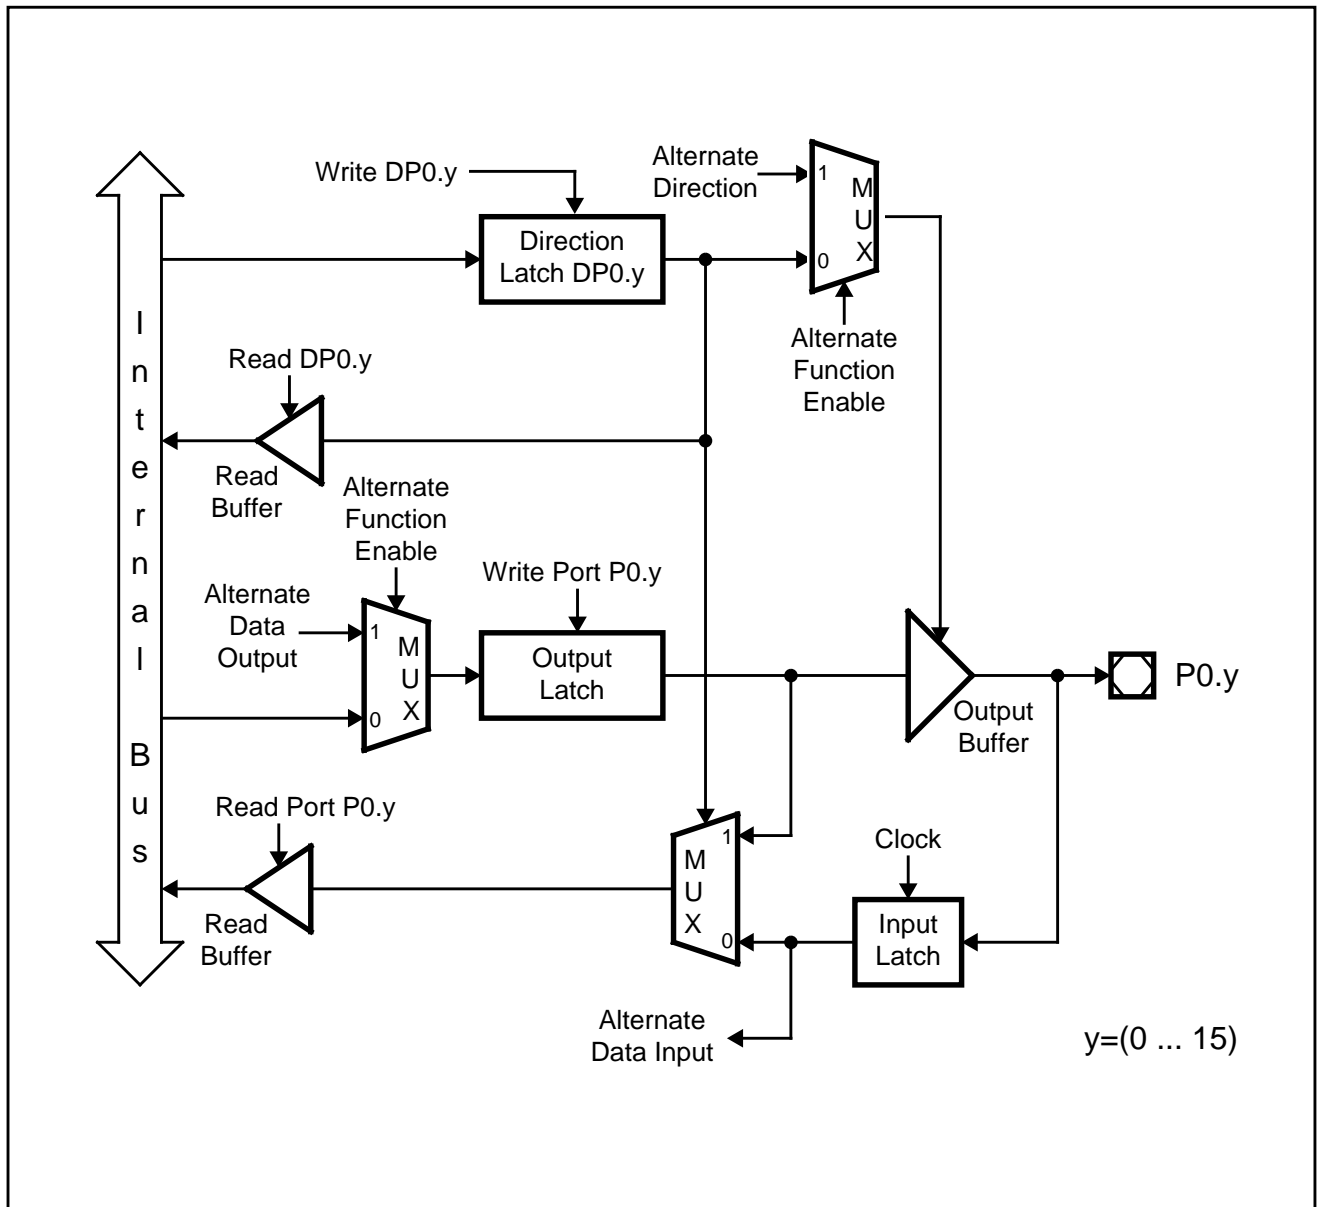 Write DP0.y
Alternate
Direction
1
0
M
U
X
Direction
Latch DP0.y
Alternate
Function
Enable
Internal Bus
Read DP0.y
Read
Buffer
Alternate
Function
Enable
Write Port P0.y
Alternate
Data
Output
1
0
M
U
X
Output
Latch
Output
Buffer
P0.y
Read Port P0.y
Read
Buffer
1
0
M
U
X
Clock
Input
Latch
Alternate
Data Input
y=(0 ... 15)